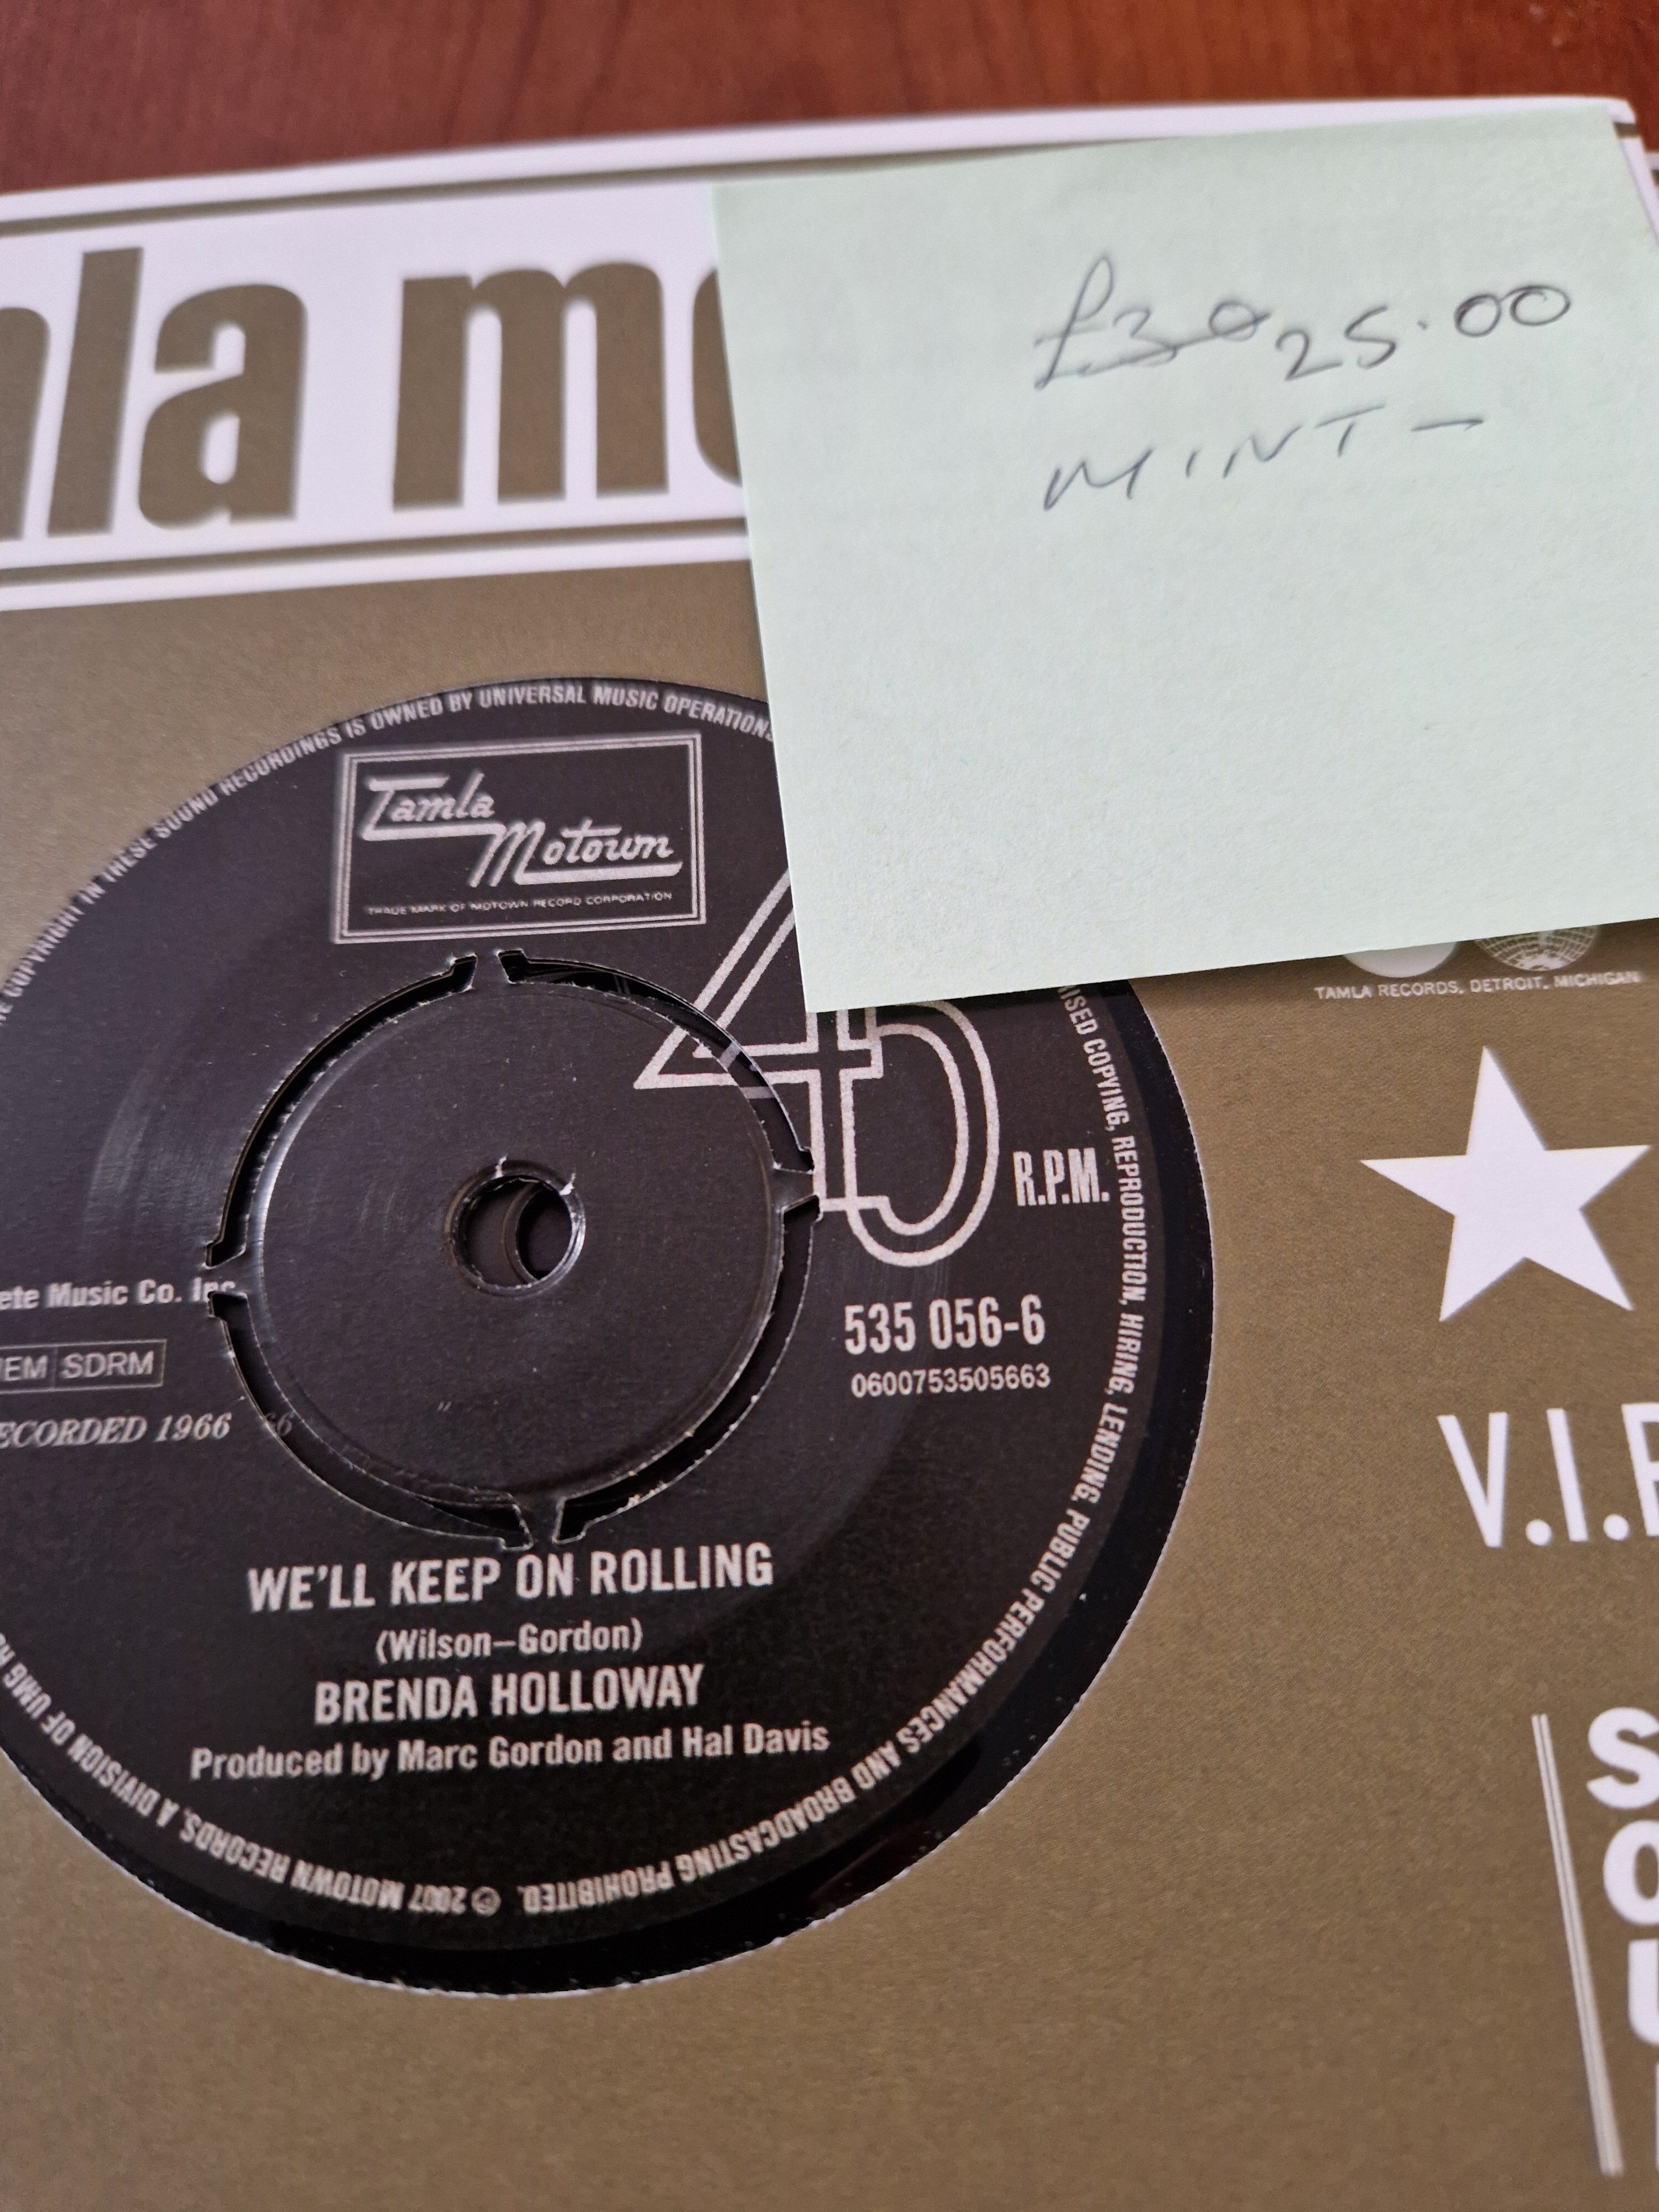 la mo
£30 25.00
MINT -
THE COPYRIGHT IN THESE SOUND RECORDINGS IS OWNED BY UNIVERSAL MUSIC OPERATIONS
Tamla
Motown
TRADE MARK OF MOTOWN RECORD CORPORATION
45
R.P.M.
TAMLA RECORDS, DETROIT, MICHIGAN
ete Music Co. Inc
535 056-6
0600753505663
EM SDRM
ECORDED 1966
WE'LL KEEP ON ROLLING
(Wilson–Gordon)
BRENDA HOLLOWAY
Produced by Marc Gordon and Hal Davis
ISED COPYING, REPRODUCTION, HIRING, LENDING, PUBLIC PERFORMANCES AND BROADCASTING PROHIBITED. ℗ 2007 MOTOWN RECORDS, A DIVISION OF UMG
V.I.P
S
O
U